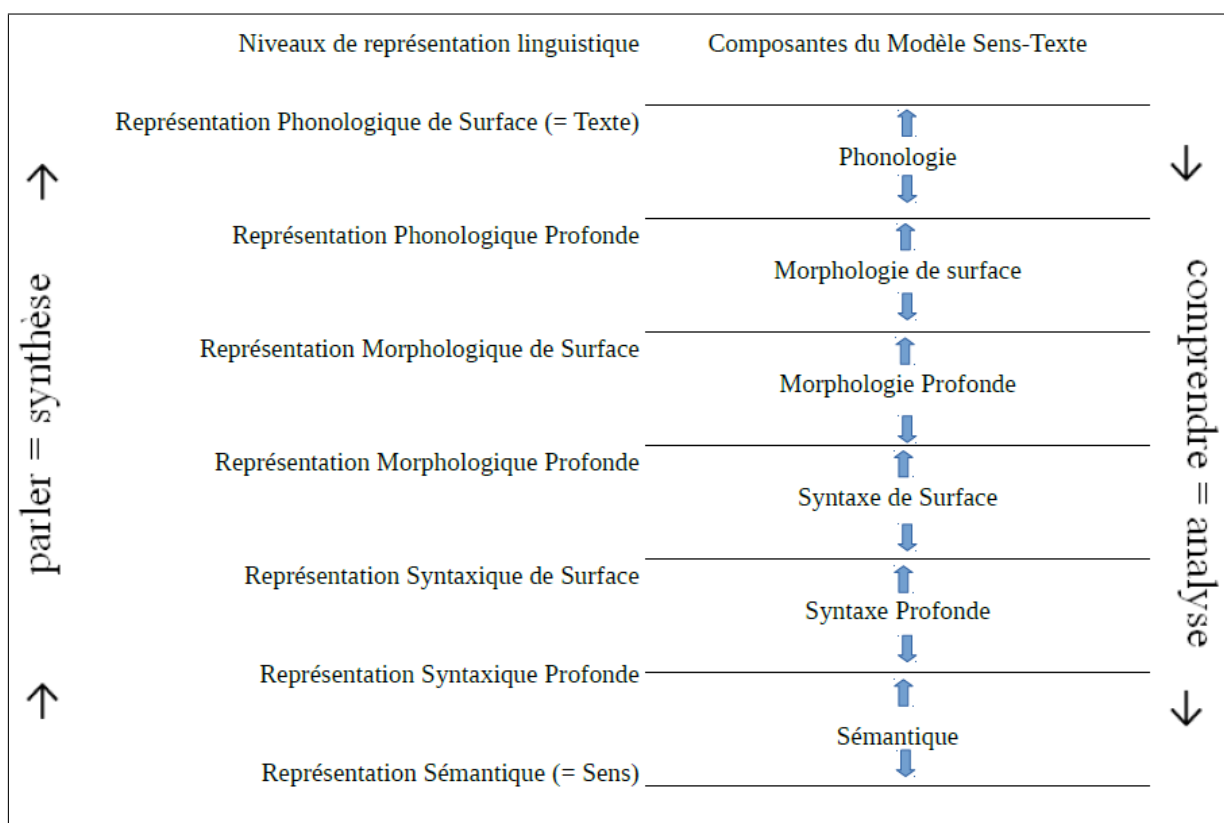 Niveaux de représentation linguistique
Composantes du Modèle Sens-Texte
Représentation Phonologique de Surface (= Texte)
Phonologie
Représentation Phonologique Profonde
Morphologie de surface
Représentation Morphologique de Surface
Morphologie Profonde
Représentation Morphologique Profonde
Syntaxe de Surface
Représentation Syntaxique de Surface
Syntaxe Profonde
Représentation Syntaxique Profonde
Sémantique
Représentation Sémantique (= Sens)
parler = synthèse
comprendre = analyse